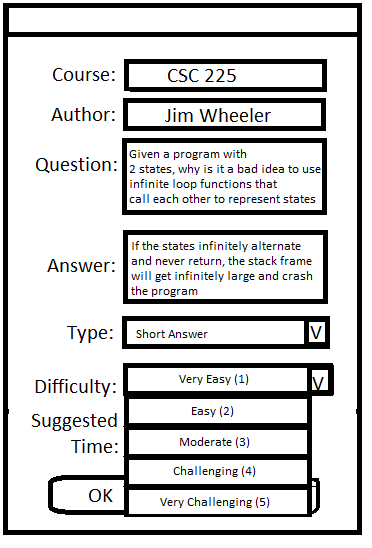 Course: CSC 225
Author: Jim Wheeler
Question: Given a program with
2 states, why is it a bad idea to use
infinite loop functions that
call each other to represent states
Answer: If the states infinitely alternate
and never return, the stack frame
will get infinitely large and crash
the program
Type: Short Answer V
Difficulty: Very Easy (1) V
Easy (2)
Suggested
Time: Moderate (3)
Challenging (4)
OK Very Challenging (5)